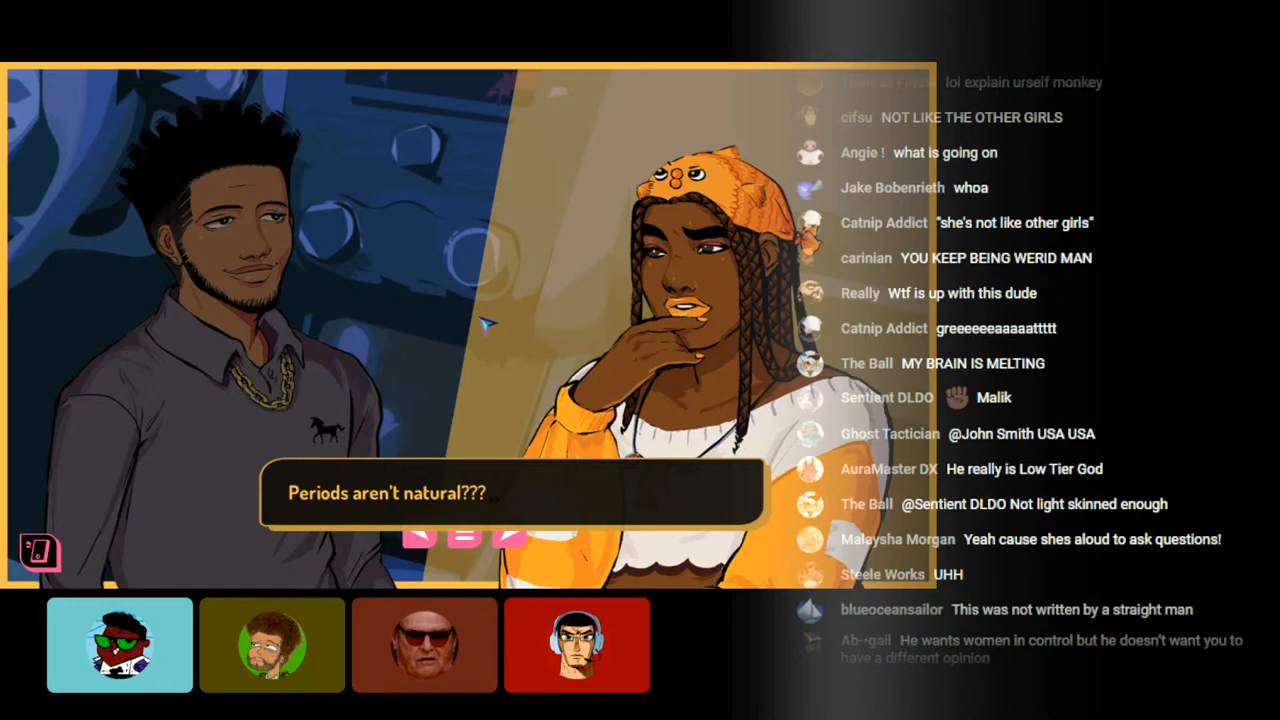 lol explain urself monkey
cifsu NOT LIKE THE OTHER GIRLS
Angie ! what is going on
Jake Bobenrieth whoa
Catnip Addict "she's not like other girls"
carinian YOU KEEP BEING WERID MAN
Really Wtf is up with this dude
Catnip Addict greeeeeeaaaaattttt
The Ball MY BRAIN IS MELTING
Sentient DLDO ✊🏿 Malik
Ghost Tactician @John Smith USA USA
AuraMaster DX He really is Low Tier God
The Ball @Sentient DLDO Not light skinned enough
Malaysha Morgan Yeah cause shes aloud to ask questions!
Steele Works UHH
blueoceansailor This was not written by a straight man
Ab-•gail He wants women in control but he doesn't want you to
have a different opinion
Periods aren't natural???